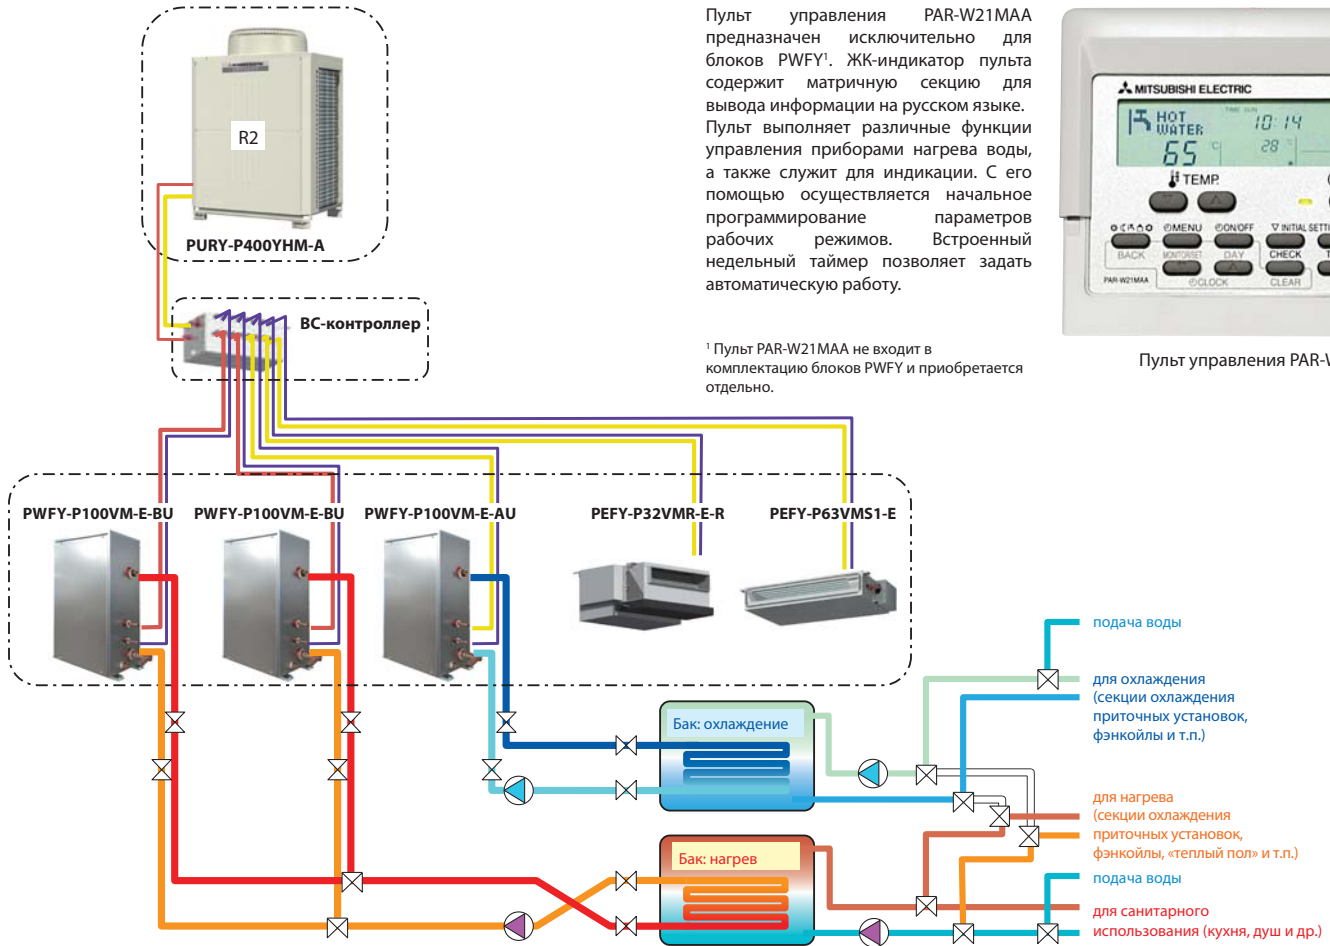 R2
PURY-P400YHM-A
ВС-контроллер
Пульт управления PAR-W21MAA
предназначен исключительно для
блоков PWFY¹. ЖК-индикатор пульта
содержит матричную секцию для
вывода информации на русском языке.
Пульт выполняет различные функции
управления приборами нагрева воды,
а также служит для индикации. С его
помощью осуществляется начальное
программирование параметров
рабочих режимов. Встроенный
недельный таймер позволяет задать
автоматическую работу.
¹ Пульт PAR-W21MAA не входит в
комплектацию блоков PWFY и приобретается
отдельно.
MITSUBISHI ELECTRIC
TIME SUN
HOT
WATER
10:14
65 °C
28 °C
TEMP.
MENU
ON/OFF
INITIAL SETTI
BACK
MONITOR/SET
DAY
CHECK
PAR-W21MAA
CLOCK
CLEAR
Пульт управления PAR-W
PWFY-P100VM-E-BU
PWFY-P100VM-E-BU
PWFY-P100VM-E-AU
PEFY-P32VMR-E-R
PEFY-P63VMS1-E
Бак: охлаждение
Бак: нагрев
подача воды
для охлаждения
(секции охлаждения
приточных установок,
фэнкойлы и т.п.)
для нагрева
(секции охлаждения
приточных установок,
фэнкойлы, «теплый пол» и т.п.)
подача воды
для санитарного
использования (кухня, душ и др.)